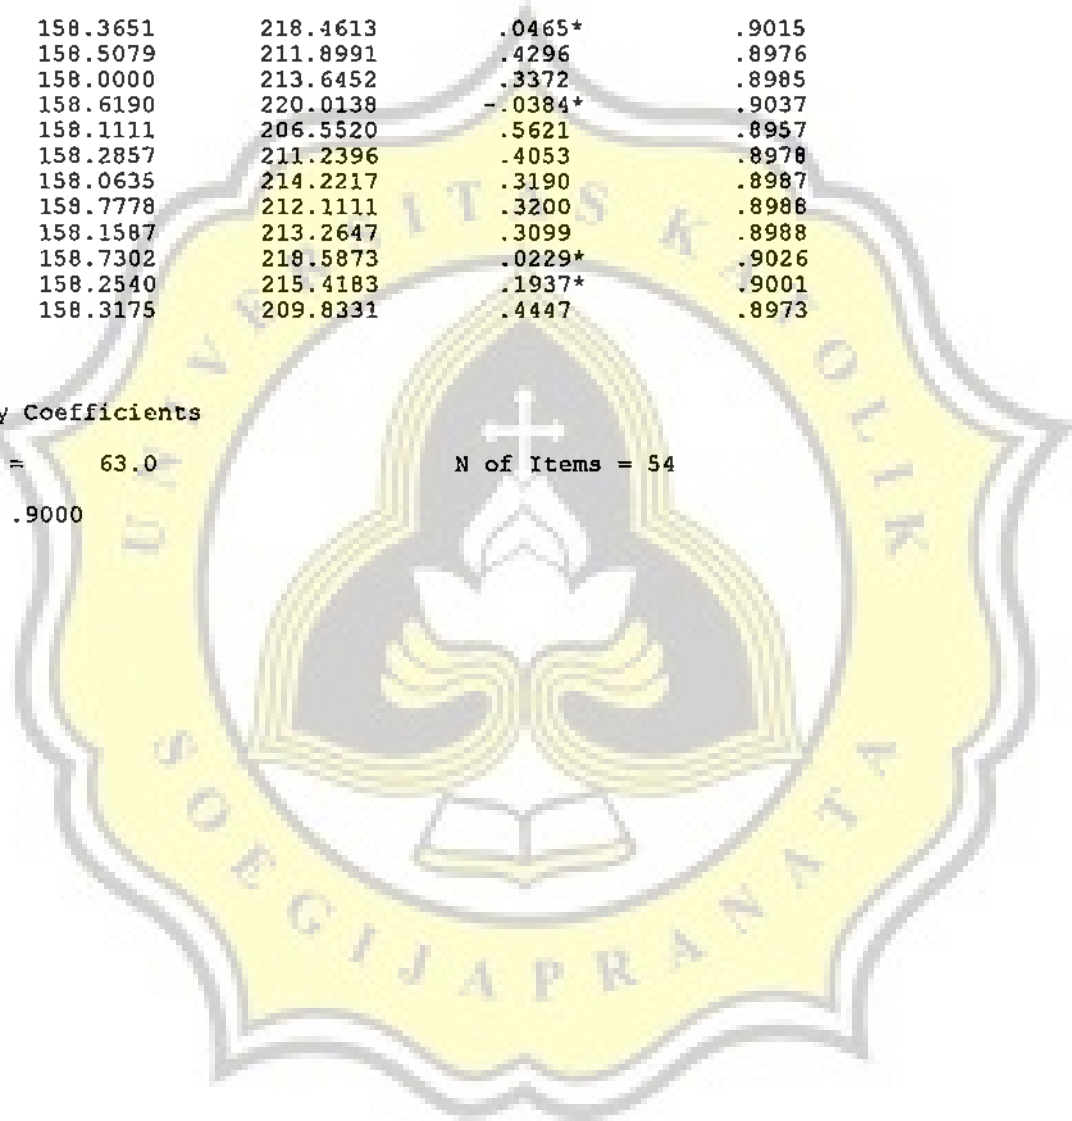 158.3651 218.4613 .0465* .9015
158.5079 211.8991 .4296 .8976
158.0000 213.6452 .3372 .8985
158.6190 220.0138 -.0384* .9037
158.1111 206.5520 .5621 .8957
158.2857 211.2396 .4053 .8978
158.0635 214.2217 .3190 .8987
158.7778 212.1111 .3200 .8988
158.1587 213.2647 .3099 .8988
158.7302 218.5873 .0229* .9026
158.2540 215.4183 .1937* .9001
158.3175 209.8331 .4447 .8973
y Coefficients
= 63.0 N of Items = 54
.9000
UNIVERSITAS KATOLIK
SOEGIJAPRANATA